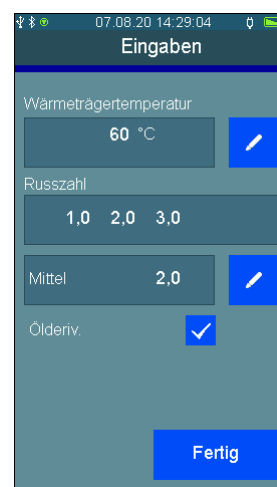 07.08.20 14:29:04
Eingaben
Wärmeträgertemperatur
60 °C
Russzahl
1,0 2,0 3,0
Mittel 2,0
Ölderiv.
Fertig